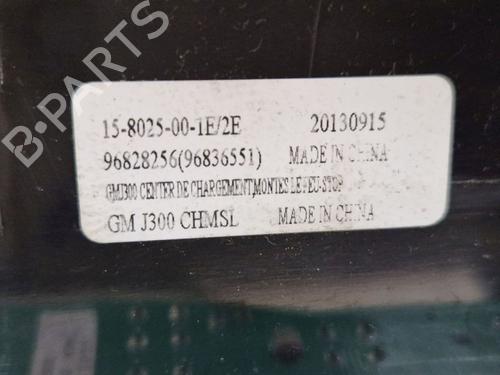 15-8025-00-1E/2E 20130915
96828256(96836551) MADE IN CHINA
GMJ300 CENTER DE CHARGEMENT,MONTES LE FEU-STOP
GM J300 CHMSL MADE IN CHINA
B-PARTS